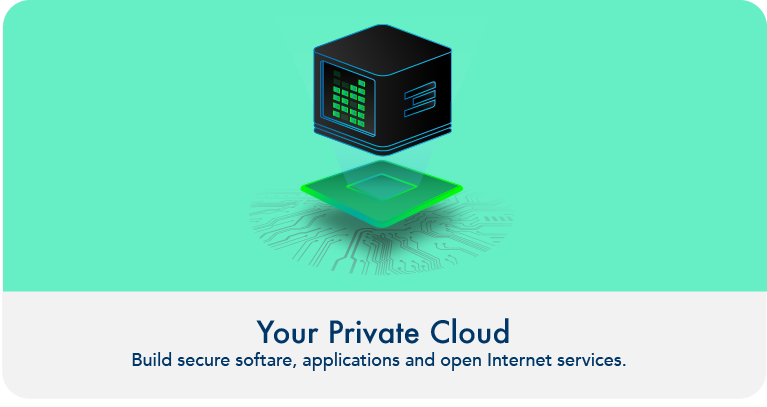 Your Private Cloud
Build secure softare, applications and open Internet services.